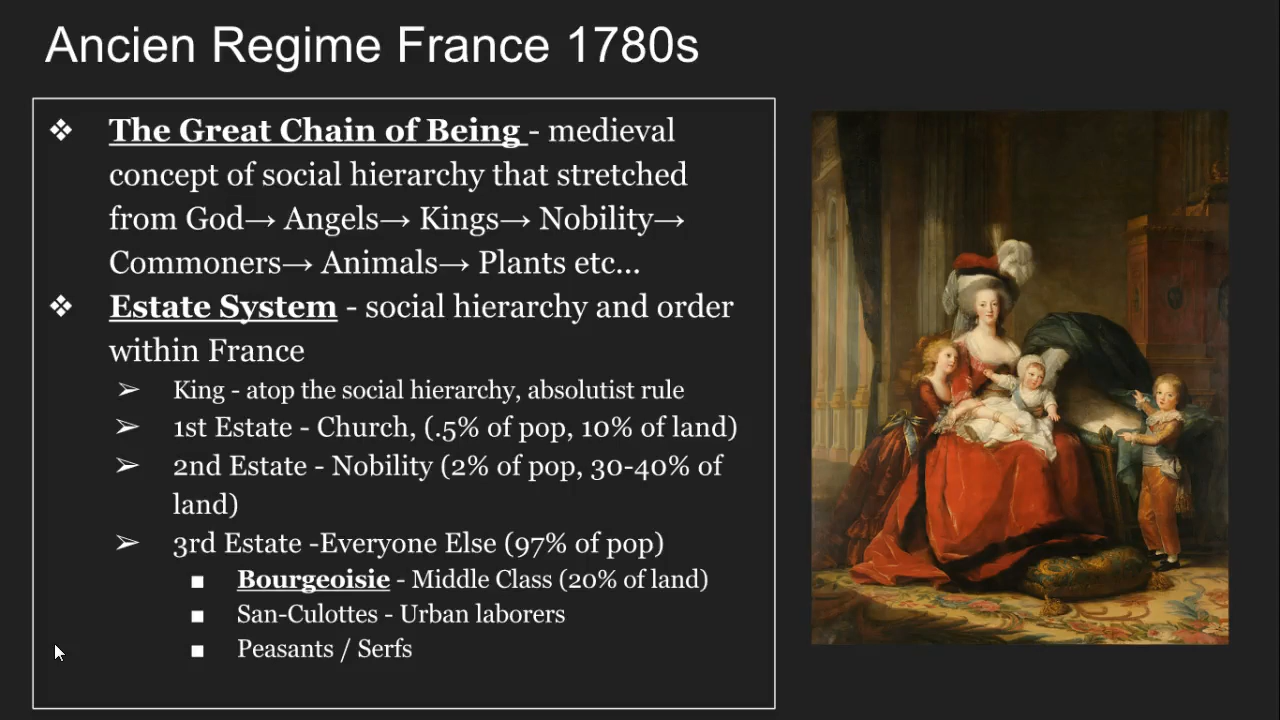 Ancien Regime France 1780s
❖ The Great Chain of Being - medieval
concept of social hierarchy that stretched
from God→ Angels→ Kings→ Nobility→
Commoners→ Animals→ Plants etc...
❖ Estate System - social hierarchy and order
within France
➢ King - atop the social hierarchy, absolutist rule
➢ 1st Estate - Church, (.5% of pop, 10% of land)
➢ 2nd Estate - Nobility (2% of pop, 30-40% of
land)
➢ 3rd Estate -Everyone Else (97% of pop)
■ Bourgeoisie - Middle Class (20% of land)
■ San-Culottes - Urban laborers
■ Peasants / Serfs